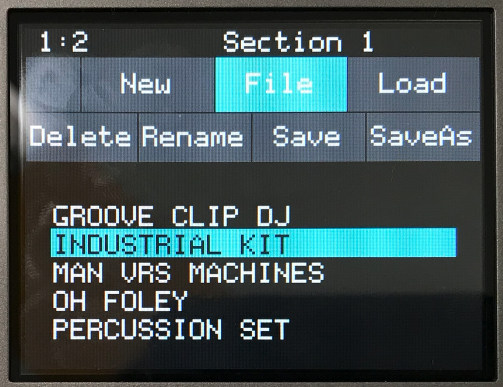 1:2 Section 1
New File Load
Delete Rename Save SaveAs
GROOVE CLIP DJ
INDUSTRIAL KIT
MAN VRS MACHINES
OH FOLEY
PERCUSSION SET